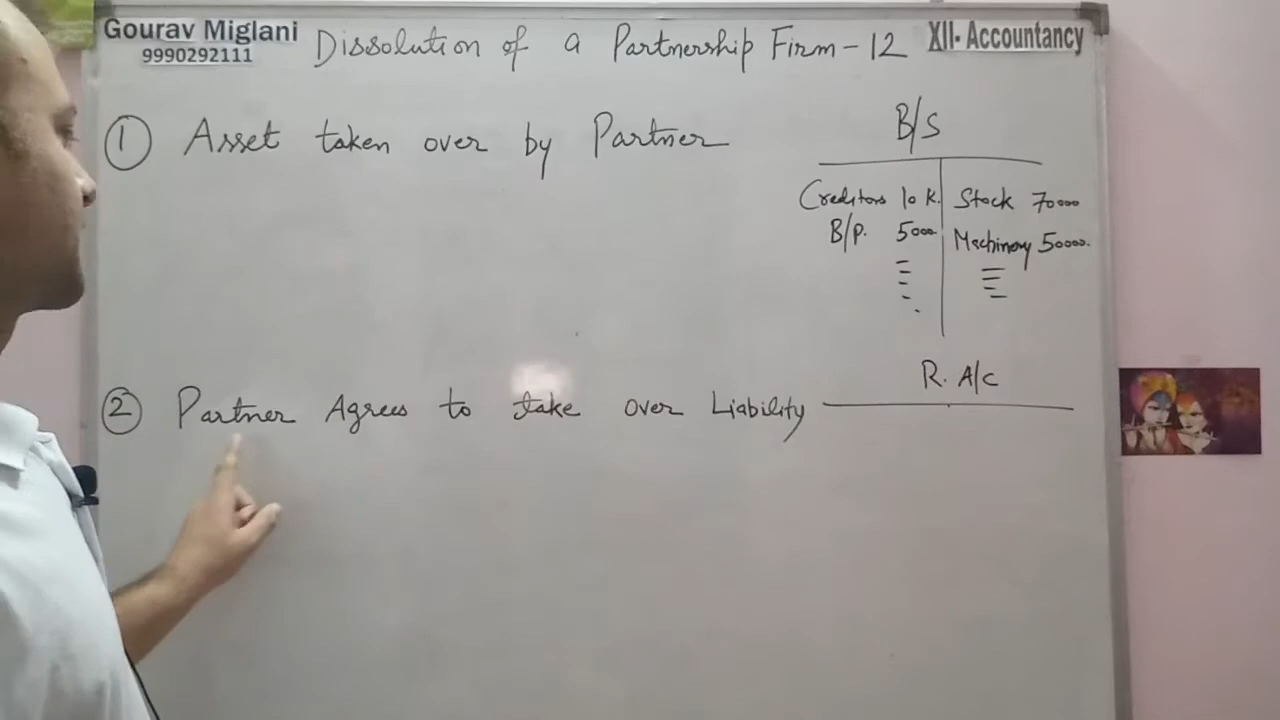 Gourav Miglani
9990292111
Dissolution of a Partnership Firm - 12
XII- Accountancy
① Asset taken over by Partner
B/S
Creditors 10 K. Stock 70000
B/P. 5000 Machinery 50000.
R. A/C
② Partner Agrees to take over Liability